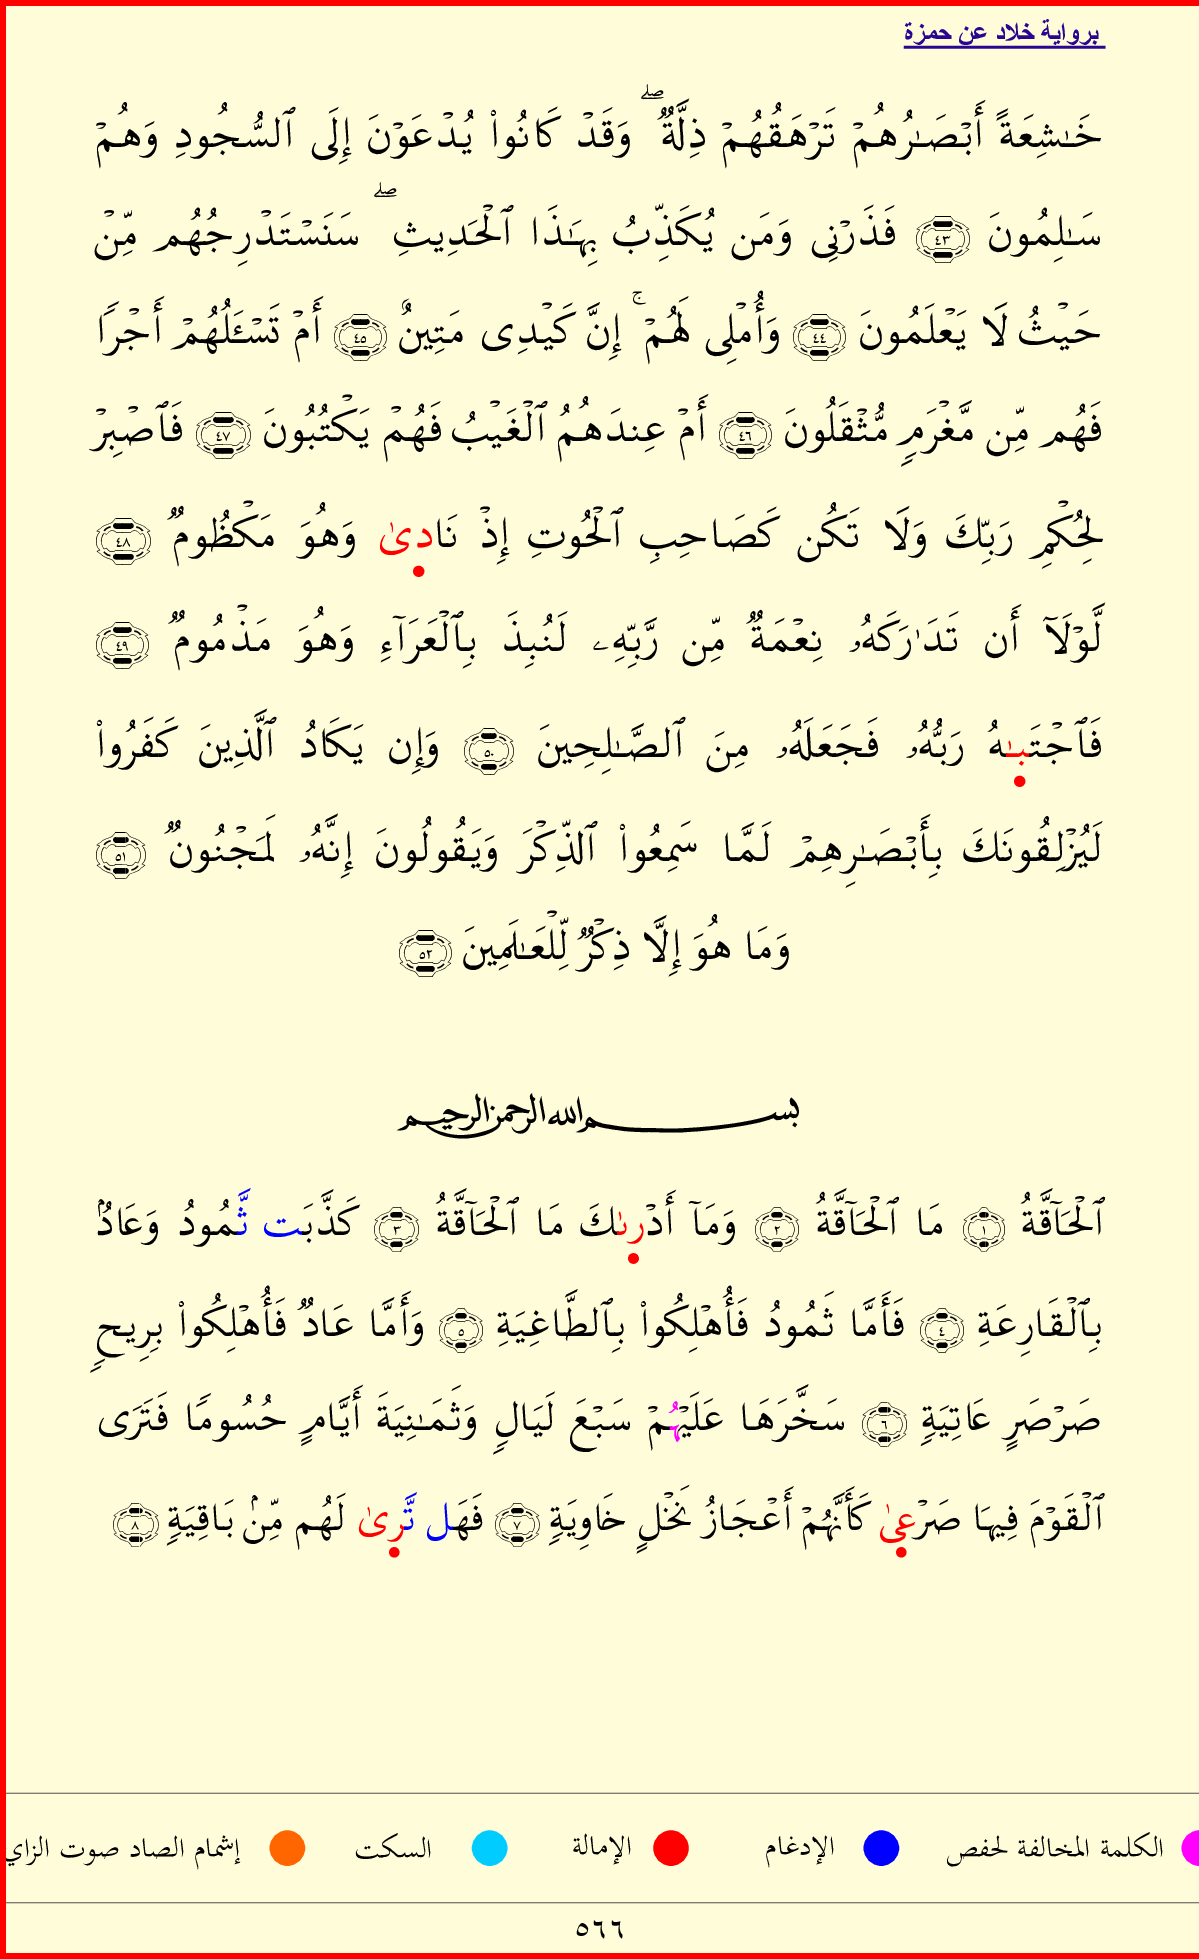 برواية خلاد عن حمزة
خَـٰشِعَةً أَبۡصَـٰرُهُمۡ تَرۡهَقُهُمۡ ذِلَّةٌۖ وَقَدۡ كَانُوا۟ يُدۡعَوۡنَ إِلَى ٱلسُّجُودِ وَهُمۡ
سَـٰلِمُونَ ٤٣ فَذَرۡنِى وَمَن يُكَذِّبُ بِهَـٰذَا ٱلۡحَدِيثِۖ سَنَسۡتَدۡرِجُهُم مِّنۡ
حَيۡثُ لَا يَعۡلَمُونَ ٤٤ وَأُمۡلِى لَهُمۡۚ إِنَّ كَيۡدِى مَتِينٌ ٤٥ أَمۡ تَسۡـَٔلُهُمۡ أَجۡرًا
فَهُم مِّن مَّغۡرَمٍ مُّثۡقَلُونَ ٤٦ أَمۡ عِندَهُمُ ٱلۡغَيۡبُ فَهُمۡ يَكۡتُبُونَ ٤٧ فَٱصۡبِرۡ
لِحُكۡمِ رَبِّكَ وَلَا تَكُن كَصَاحِبِ ٱلۡحُوتِ إِذۡ نَادىٰ وَهُوَ مَكۡظُومٌ ٤٨
لَّوۡلَآ أَن تَدَٰرَكَهُۥ نِعۡمَةٌ مِّن رَّبِّهِۦ لَنُبِذَ بِٱلۡعَرَآءِ وَهُوَ مَذۡمُومٌ ٤٩
فَٱجۡتَبـٰهُ رَبُّهُۥ فَجَعَلَهُۥ مِنَ ٱلصَّـٰلِحِينَ ٥٠ وَإِن يَكَادُ ٱلَّذِينَ كَفَرُوا۟
لَيُزۡلِقُونَكَ بِأَبۡصَـٰرِهِمۡ لَمَّا سَمِعُوا۟ ٱلذِّكۡرَ وَيَقُولُونَ إِنَّهُۥ لَمَجۡنُونٌ ٥١
وَمَا هُوَ إِلَّا ذِكۡرٌ لِّلۡعَـٰلَمِينَ ٥٢
بسم الله الرحمن الرحيم
ٱلۡحَآقَّةُ ١ مَا ٱلۡحَآقَّةُ ٢ وَمَآ أَدۡرىٰكَ مَا ٱلۡحَآقَّةُ ٣ كَذَّبَت ثَّمُودُ وَعَادٌۢ
بِٱلۡقَارِعَةِ ٤ فَأَمَّا ثَمُودُ فَأُهۡلِكُوا۟ بِٱلطَّاغِيَةِ ٥ وَأَمَّا عَادٌ فَأُهۡلِكُوا۟ بِرِيحٍ
صَرۡصَرٍ عَاتِيَةٍ ٦ سَخَّرَهَا عَلَيۡهُمۡ سَبۡعَ لَيَالٍ وَثَمَـٰنِيَةَ أَيَّامٍ حُسُومًا فَتَرَى
ٱلۡقَوۡمَ فِيهَا صَرۡعىٰ كَأَنَّهُمۡ أَعۡجَازُ نَخۡلٍ خَاوِيَةٍ ٧ فَهَل تَّرِىٰ لَهُم مِّنۢ بَاقِيَةٍ ٨
الكلمة المخالفة لحفص الإدغام الإمالة السكت إشمام الصاد صوت الزاي
٥٦٦